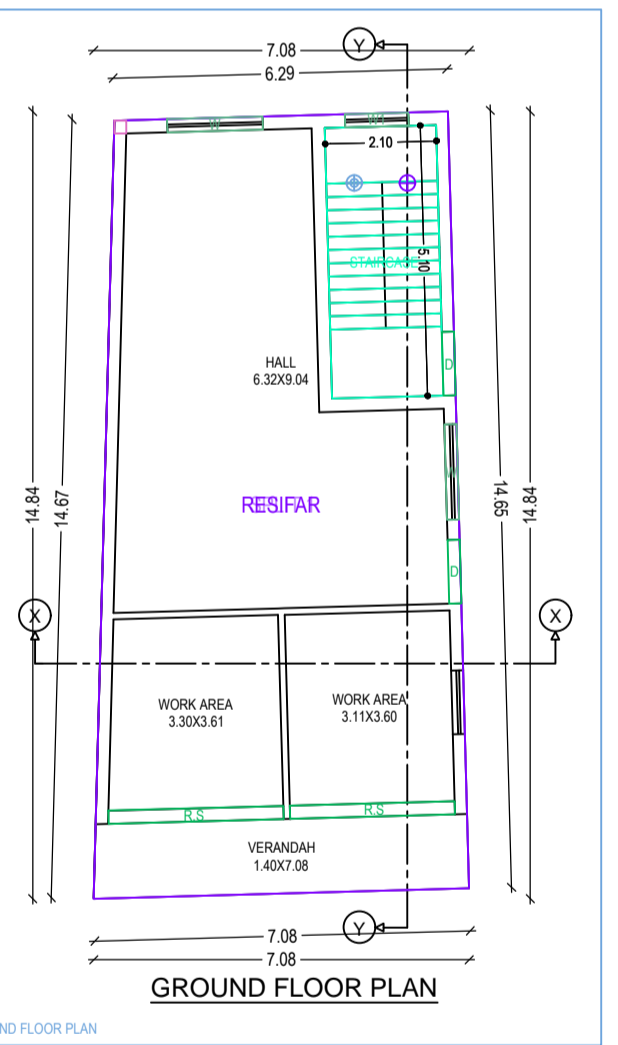 7.08
Y
6.29
W
W1
2.10
5.10
STAIRCASE
D
HALL
6.32X9.04
14.84
14.67
14.65
14.84
RESIFAR
D
X
X
WORK AREA
3.30X3.61
WORK AREA
3.11X3.60
R.S
R.S
VERANDAH
1.40X7.08
Y
7.08
7.08
GROUND FLOOR PLAN
ND FLOOR PLAN